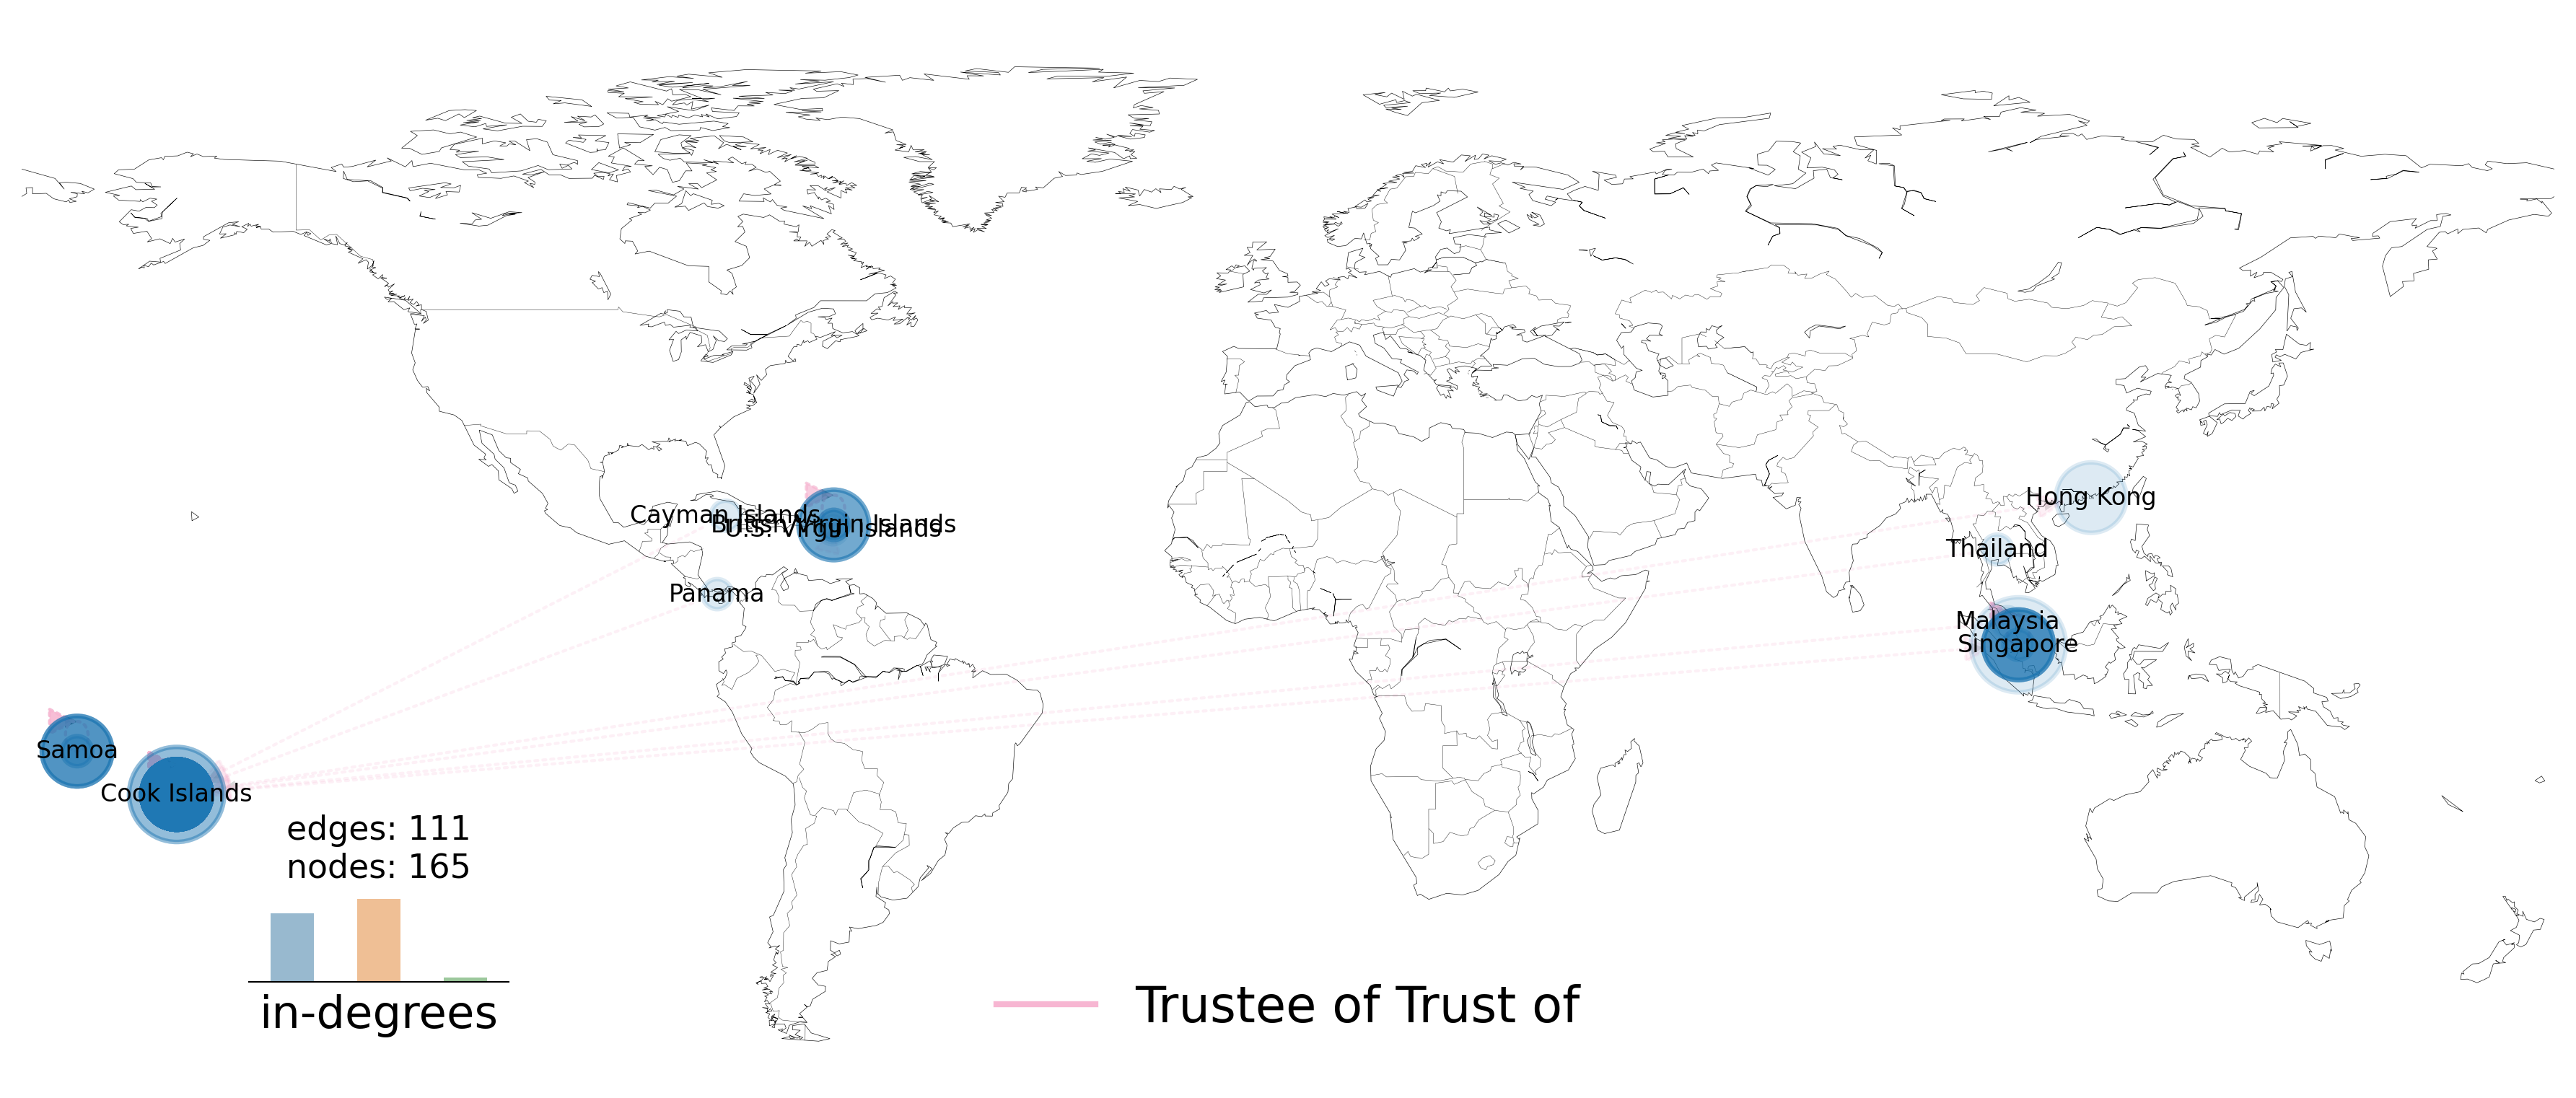 Hong Kong
Cayman Islands
British Virgin Islands
U.S. Virgin Islands
Thailand
Panama
Malaysia
Singapore
Samoa
Cook Islands
edges: 111
nodes: 165
in-degrees
Trustee of Trust of